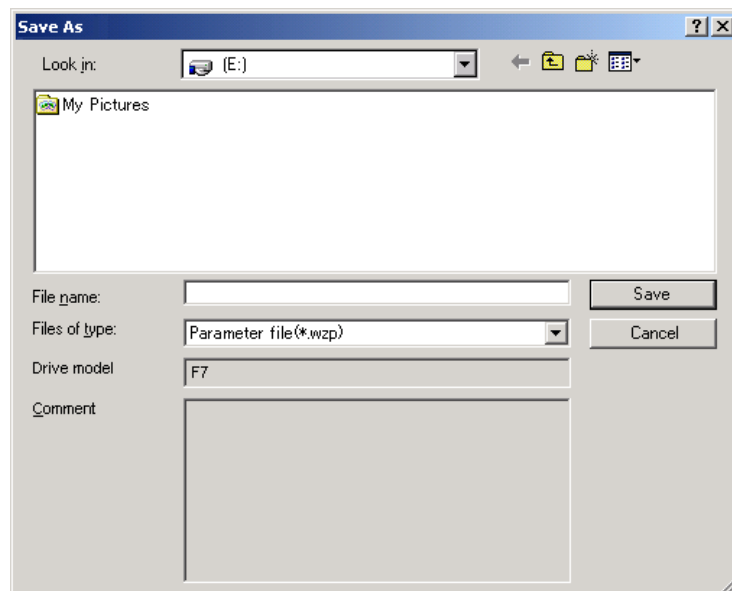 Save As
Look in: (E:)
My Pictures
File name: Save
Files of type: Parameter file(*.wzp) Cancel
Drive model F7
Comment